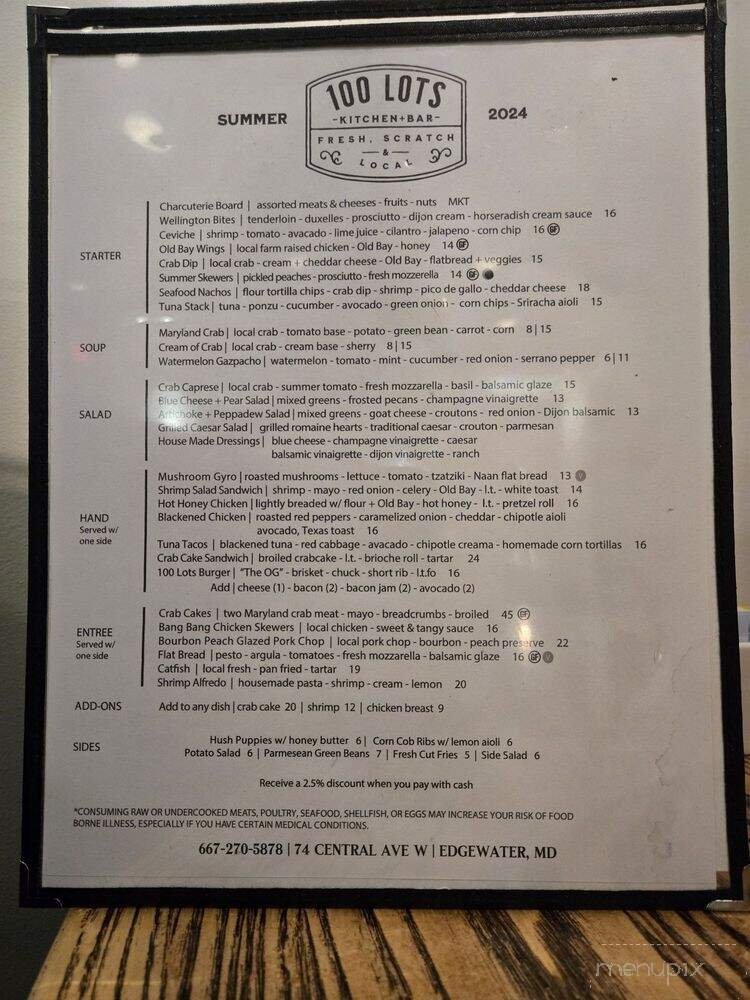 SUMMER
100 LOTS
-KITCHEN+BAR-
FRESH, SCRATCH
&
LOCAL
2024
STARTER
Charcuterie Board | assorted meats & cheeses - fruits - nuts MKT
Wellington Bites | tenderloin - duxelles - prosciutto - dijon cream - horseradish cream sauce 16
Ceviche | shrimp - tomato - avacado - lime juice - cilantro - jalapeno - corn chip 16 GF
Old Bay Wings | local farm raised chicken - Old Bay - honey 14 GF
Crab Dip | local crab - cream + cheddar cheese - Old Bay - flatbread + veggies 15
Summer Skewers | pickled peaches - prosciutto - fresh mozzerella 14 GF
Seafood Nachos | flour tortilla chips - crab dip - shrimp - pico de gallo - cheddar cheese 18
Tuna Stack | tuna - ponzu - cucumber - avocado - green onion - corn chips - Sriracha aioli 15
SOUP
Maryland Crab | local crab - tomato base - potato - green bean - carrot - corn 8 | 15
Cream of Crab | local crab - cream base - sherry 8 | 15
Watermelon Gazpacho | watermelon - tomato - mint - cucumber - red onion - serrano pepper 6 | 11
SALAD
Crab Caprese | local crab - summer tomato - fresh mozzarella - basil - balsamic glaze 15
Blue Cheese + Pear Salad | mixed greens - frosted pecans - champagne vinaigrette 13
Artichoke + Peppadew Salad | mixed greens - goat cheese - croutons - red onion - Dijon balsamic 13
Grilled Caesar Salad | grilled romaine hearts - traditional caesar - crouton - parmesan
House Made Dressings | blue cheese - champagne vinaigrette - caesar
balsamic vinaigrette - dijon vinaigrette - ranch
HAND
Served w/
one side
Mushroom Gyro | roasted mushrooms - lettuce - tomato - tzatziki - Naan flat bread 13 V
Shrimp Salad Sandwich | shrimp - mayo - red onion - celery - Old Bay - l.t. - white toast 14
Hot Honey Chicken | lightly breaded w/ flour + Old Bay - hot honey - l.t. - pretzel roll 16
Blackened Chicken | roasted red peppers - caramelized onion - cheddar - chipotle aioli
avocado, Texas toast 16
Tuna Tacos | blackened tuna - red cabbage - avacado - chipotle creama - homemade corn tortillas 16
Crab Cake Sandwich | broiled crabcake - l.t. - brioche roll - tartar 24
100 Lots Burger | "The OG" - brisket - chuck - short rib - l.t.fo 16
Add | cheese (1) - bacon (2) - bacon jam (2) - avocado (2)
ENTREE
Served w/
one side
Crab Cakes | two Maryland crab meat - mayo - breadcrumbs - broiled 45 GF
Bang Bang Chicken Skewers | local chicken - sweet & tangy sauce 16
Bourbon Peach Glazed Pork Chop | local pork chop - bourbon - peach preserve 22
Flat Bread | pesto - argula - tomatoes - fresh mozzarella - balsamic glaze 16 GF V
Catfish | local fresh - pan fried - tartar 19
Shrimp Alfredo | housemade pasta - shrimp - cream - lemon 20
ADD-ONS
Add to any dish | crab cake 20 | shrimp 12 | chicken breast 9
SIDES
Hush Puppies w/ honey butter 6 | Corn Cob Ribs w/ lemon aioli 6
Potato Salad 6 | Parmesean Green Beans 7 | Fresh Cut Fries 5 | Side Salad 6
Receive a 2.5% discount when you pay with cash
*CONSUMING RAW OR UNDERCOOKED MEATS, POULTRY, SEAFOOD, SHELLFISH, OR EGGS MAY INCREASE YOUR RISK OF FOOD
BORNE ILLNESS, ESPECIALLY IF YOU HAVE CERTAIN MEDICAL CONDITIONS.
667-270-5878 | 74 CENTRAL AVE W | EDGEWATER, MD
menupix